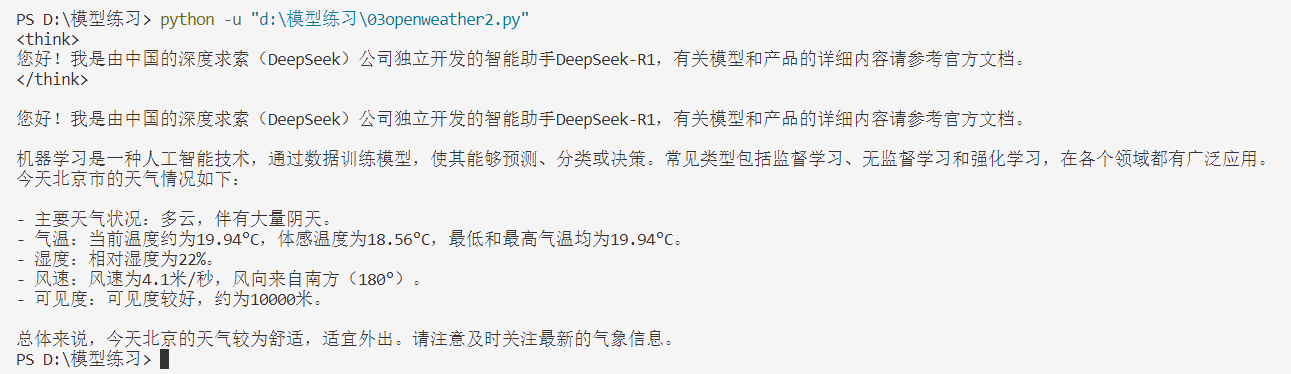 PS D:\模型练习> python -u "d:\模型练习\03openweather2.py"
<think>
您好！我是由中国的深度求索（DeepSeek）公司独立开发的智能助手DeepSeek-R1，有关模型和产品的详细内容请参考官方文档。
</think>
您好！我是由中国的深度求索（DeepSeek）公司独立开发的智能助手DeepSeek-R1，有关模型和产品的详细内容请参考官方文档。
机器学习是一种人工智能技术，通过数据训练模型，使其能够预测、分类或决策。常见类型包括监督学习、无监督学习和强化学习，在各个领域都有广泛应用。
今天北京市的天气情况如下：
- 主要天气状况：多云，伴有大量阴天。
- 气温：当前温度约为19.94°C，体感温度为18.56°C，最低和最高气温均为19.94°C。
- 湿度：相对湿度为22%。
- 风速：风速为4.1米/秒，风向来自南方（180°）。
- 可见度：可见度较好，约为10000米。
总体来说，今天北京的天气较为舒适，适宜外出。请注意及时关注最新的气象信息。
PS D:\模型练习>